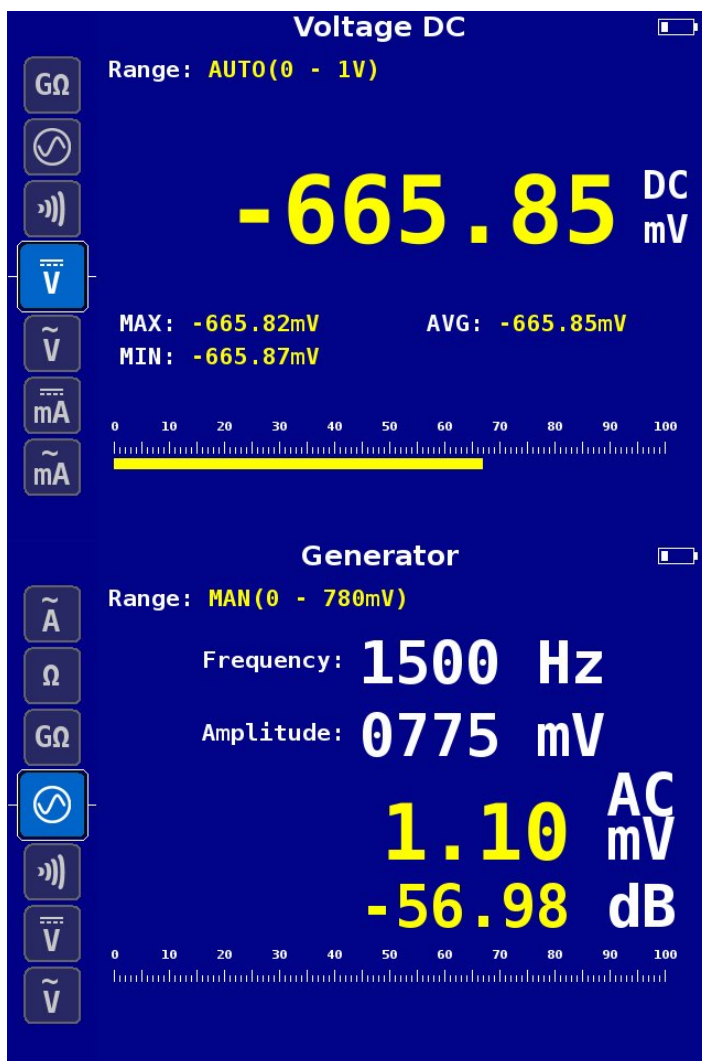 Voltage DC
Range: AUTO(0 - 1V)
GΩ
-665.85 DC mV
V
MAX: -665.82mV AVG: -665.85mV
MIN: -665.87mV
~
V
mA
~
mA
0 10 20 30 40 50 60 70 80 90 100
Generator
Range: MAN(0 - 780mV)
~
A
Frequency: 1500 Hz
Ω
Amplitude: 0775 mV
GΩ
1.10 AC mV
-56.98 dB
V
0 10 20 30 40 50 60 70 80 90 100
~
V